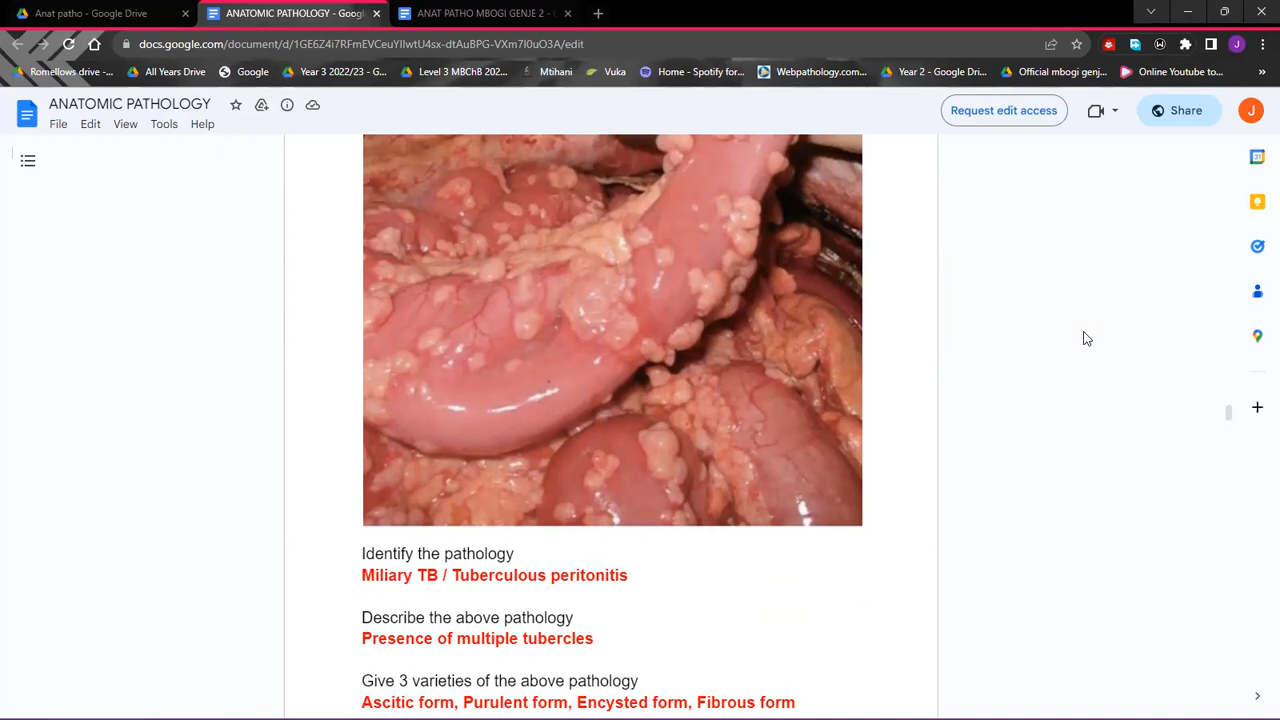 Anat patho - Google Drive
ANATOMIC PATHOLOGY - Googl
ANAT PATHO MBOGI GENJE 2 -
docs.google.com/document/d/1GE6Z4i7RFmEVCeuYIlwtU4sx-dtAuBPG-VXm7I0uO3A/edit
Romellows drive -...
All Years Drive
Google
Year 3 2022/23 - G...
Level 3 MBChB 202...
Mtihani
Vuka
Home - Spotify for...
Webpathology.com...
Year 2 - Google Dri...
Official mbogi genj...
Online Youtube to...
ANATOMIC PATHOLOGY
File Edit View Tools Help
Request edit access
Share
J
Identify the pathology
Miliary TB / Tuberculous peritonitis
Describe the above pathology
Presence of multiple tubercles
Give 3 varieties of the above pathology
Ascitic form, Purulent form, Encysted form, Fibrous form